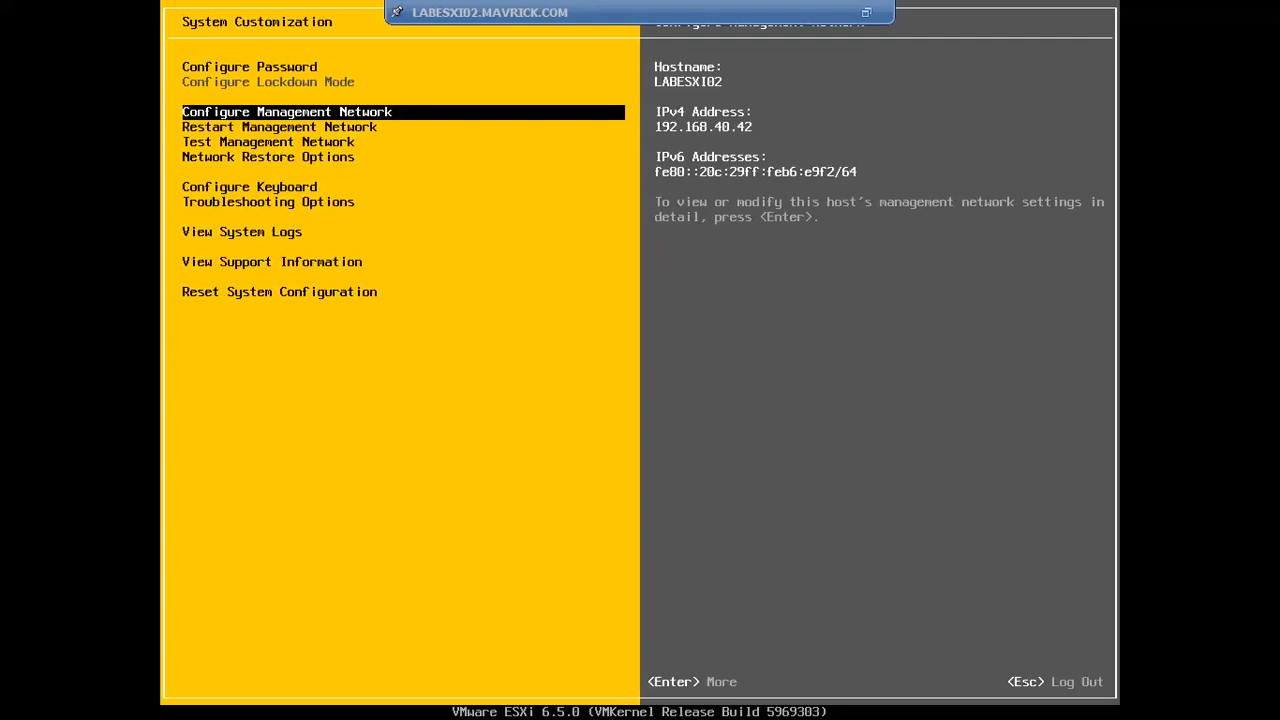 LABESXI02.MAVRICK.COM
System Customization
Configure Password
Configure Lockdown Mode
Configure Management Network
Restart Management Network
Test Management Network
Network Restore Options
Configure Keyboard
Troubleshooting Options
View System Logs
View Support Information
Reset System Configuration
Hostname:
LABESXI02
IPv4 Address:
192.168.40.42
IPv6 Addresses:
fe80::20c:29ff:feb6:e9f2/64
To view or modify this host's management network settings in
detail, press <Enter>.
<Enter> More
<Esc> Log Out
VMware ESXi 6.5.0 (VMKernel Release Build 5969303)